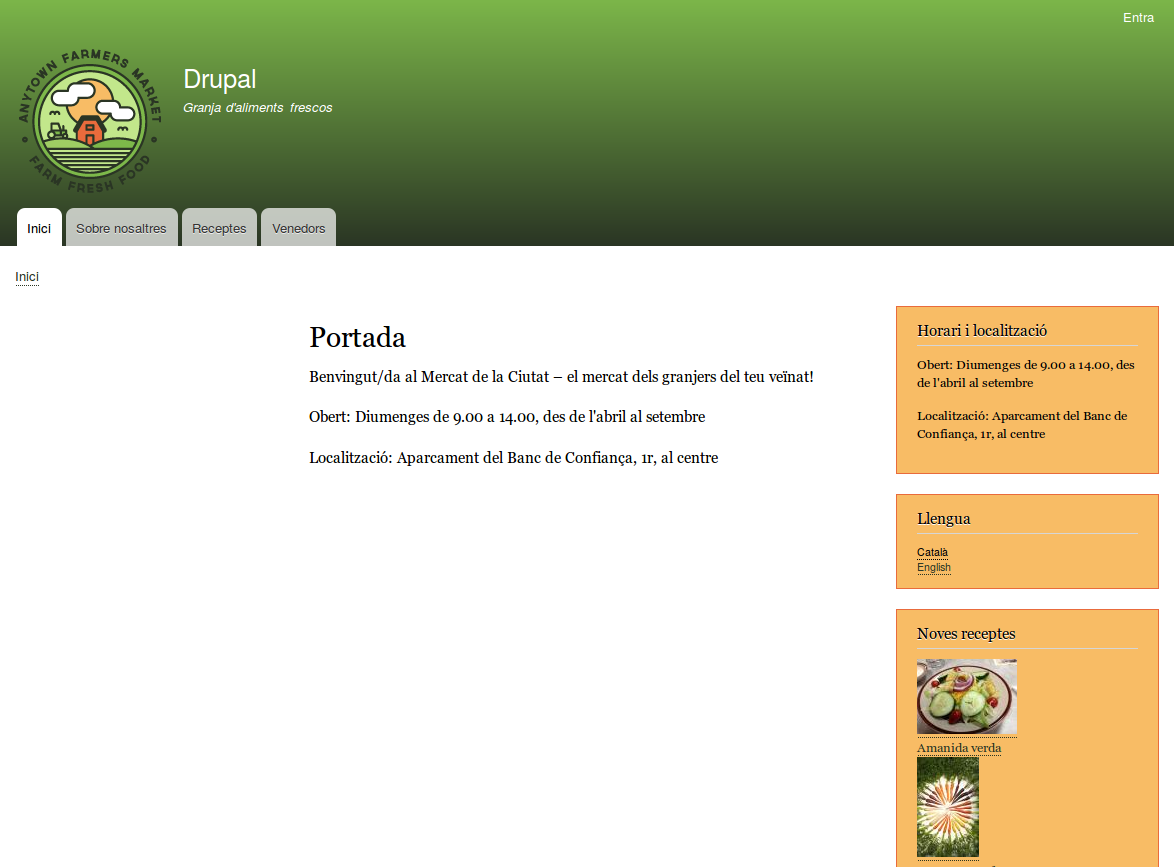 Entra
ANYTOWN FARMERS MARKET
FARM FRESH FOOD
Drupal
Granja d'aliments frescos
Inici
Sobre nosaltres
Receptes
Venedors
Inici
Portada
Benvingut/da al Mercat de la Ciutat – el mercat dels granjers del teu veïnat!
Obert: Diumenges de 9.00 a 14.00, des de l'abril al setembre
Localització: Aparcament del Banc de Confiança, 1r, al centre
Horari i localització
Obert: Diumenges de 9.00 a 14.00, des
de l'abril al setembre
Localització: Aparcament del Banc de
Confiança, 1r, al centre
Llengua
Català
English
Noves receptes
Amanida verda